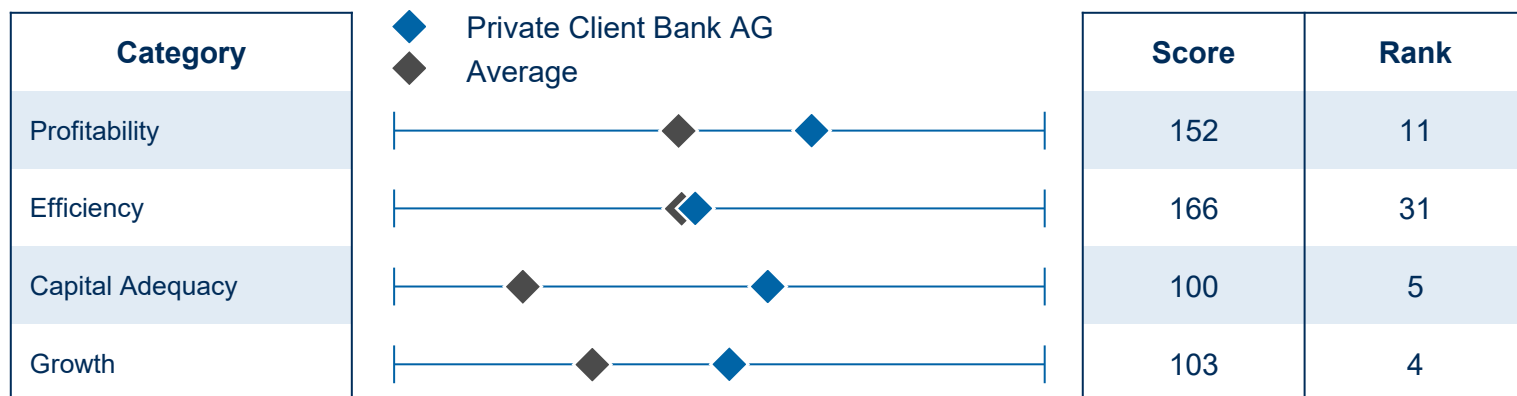 Private Client Bank AG
Category Score Rank
Average
Profitability 152 11
Efficiency 166 31
Capital Adequacy 100 5
Growth 103 4